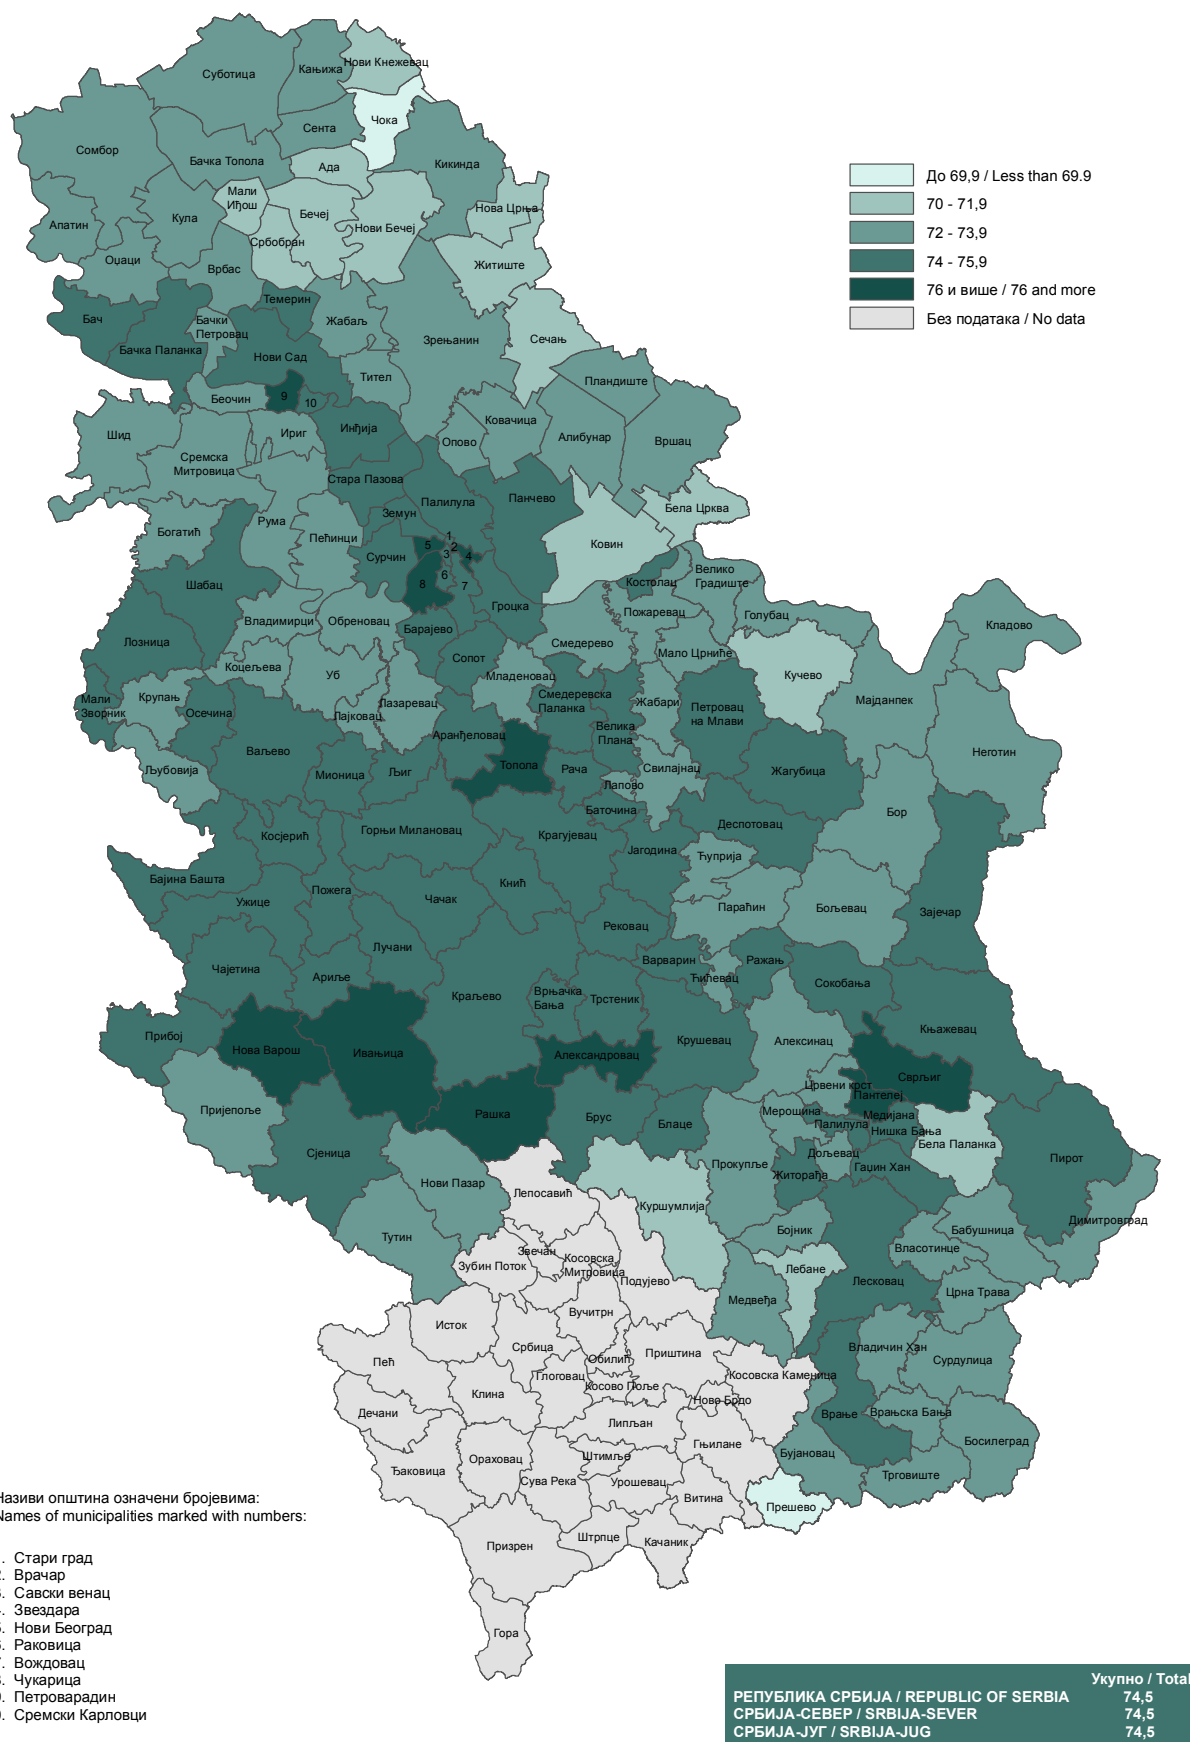 Суботица
Кањижа
Нови Кнежевац
Чока
Сента
Сомбор
Бачка Топола
Ада
Кикинда
Мали
Иђош
Бечеј
Нови Бечеј
Нова Црња
Апатин
Кула
Србобран
Оџаци
Врбас
Житиште
Темерин
Бач
Бачки
Петровац
Жабаљ
Зрењанин
Сечањ
Бачка Паланка
Нови Сад
Тител
Пландиште
Беочин
9
10
Ковачица
Шид
Ириг
Инђија
Опово
Алибунар
Вршац
Сремска
Митровица
Стара Пазова
Панчево
Палилула
Бела Црква
Земун
Рума
Богатић
Пећинци
1
2
3
4
5
6
7
8
Сурчин
Ковин
Велико
Градиште
Костолац
Шабац
Гроцка
Пожаревац
Голубац
Владимирци
Обреновац
Барајево
Кладово
Лозница
Смедерево
Мало Црниће
Сопот
Коцељева
Уб
Младеновац
Кучево
Мали
Зворник
Крупањ
Осечина
Лазаревац
Смедеревска
Паланка
Жабари
Петровац
на Млави
Мајданпек
Лајковац
Велика
Плана
Аранђеловац
Ваљево
Неготин
Љубовија
Мионица
Љиг
Топола
Рача
Свилајнац
Жагубица
Лапово
Баточина
Бор
Косјерић
Горњи Милановац
Крагујевац
Деспотовац
Јагодина
Ћуприја
Бајина Башта
Пожега
Кнић
Ужице
Чачак
Параћин
Бољевац
Зајечар
Рековац
Лучани
Чајетина
Ариље
Варварин
Ражањ
Ћићевац
Сокобања
Краљево
Врњачка
Бања
Трстеник
Прибој
Нова Варош
Ивањица
Александровац
Крушевац
Алексинац
Књажевац
Сврљиг
Црвени крст
Пантелеј
Пријепоље
Рашка
Брус
Блаце
Мерошина
Медијана
Палилула
Нишка Бања
Бела Паланка
Сјеница
Дољевац
Пирот
Нови Пазар
Прокупље
Житорађа
Гаџин Хан
Лепосавић
Куршумлија
Димитровград
Тутин
Бојник
Бабушница
Власотинце
Звечан
Косовска
Митровица
Зубин Поток
Лебане
Подујево
Лесковац
Црна Трава
Медвеђа
Вучитрн
Исток
Србица
Владичин Хан
Приштина
Сурдулица
Пећ
Обилић
Глоговац
Косовска Каменица
Косово Поље
Клина
Ново Брдо
Дечани
Врање
Врањска Бања
Липљан
Гњилане
Босилеград
Бујановац
Ораховац
Штимље
Ђаковица
Сува Река
Урошевац
Трговиште
Витина
Прешево
Призрен
Штрпце
Качаник
Гора
До 69,9 / Less than 69.9
70 - 71,9
72 - 73,9
74 - 75,9
76 и више / 76 and more
Без података / No data
Називи општина означени бројевима:
Names of municipalities marked with numbers:
. Стари град
. Врачар
. Савски венац
. Звездара
. Нови Београд
. Раковица
. Вождовац
. Чукарица
. Петроварадин
. Сремски Карловци
Укупно / Total
РЕПУБЛИКА СРБИЈА / REPUBLIC OF SERBIA 74,5
СРБИЈА-СЕВЕР / SRBIJA-SEVER 74,5
СРБИЈА-ЈУГ / SRBIJA-JUG 74,5